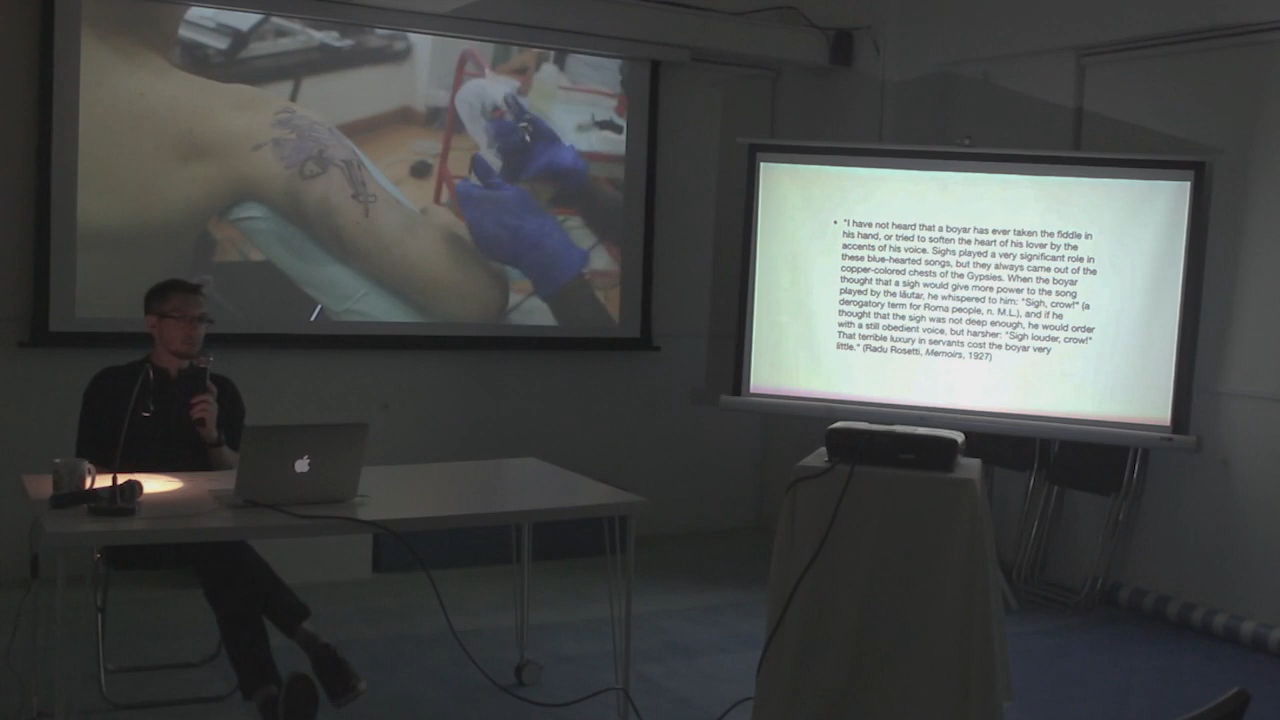 • "I have not heard that a boyar has ever taken the fiddle in
his hand, or tried to soften the heart of his lover by the
accents of his voice. Sighs played a very significant role in
these blue-hearted songs, but they always came out of the
copper-colored chests of the Gypsies. When the boyar
thought that a sigh would give more power to the song
played by the lăutar, he whispered to him: "Sigh, crow!" (a
derogatory term for Roma people, n. M.L.), and if he
thought that the sigh was not deep enough, he would order
with a still obedient voice, but harsher: "Sigh louder, crow!"
That terrible luxury in servants cost the boyar very
little." (Radu Rosetti, Memoirs, 1927)